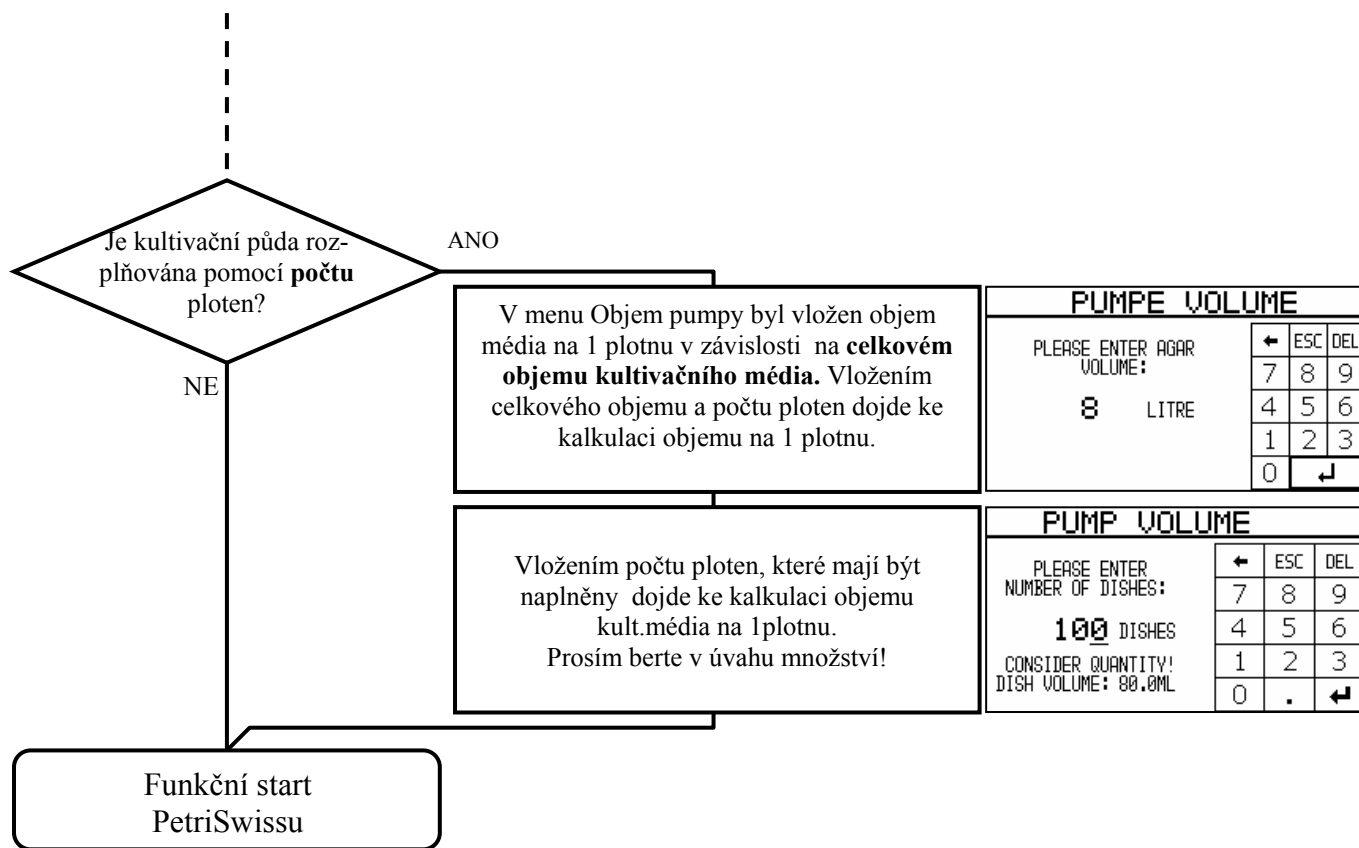 Je kultivační půda roz-
plňována pomocí počtu
ploten?
ANO
NE
V menu Objem pumpy byl vložen objem
média na 1 plotnu v závislosti na celkovém
objemu kultivačního média. Vložením
celkového objemu a počtu ploten dojde ke
kalkulaci objemu na 1 plotnu.
PUMPE VOLUME
PLEASE ENTER AGAR
VOLUME:
8 LITRE
← ESC DEL
7 8 9
4 5 6
1 2 3
0 ↵
Vložením počtu ploten, které mají být
naplněny dojde ke kalkulaci objemu
kult.média na 1plotnu.
Prosím berte v úvahu množství!
PUMP VOLUME
PLEASE ENTER
NUMBER OF DISHES:
100 DISHES
CONSIDER QUANTITY!
DISH VOLUME: 80.0ML
← ESC DEL
7 8 9
4 5 6
1 2 3
0 . ↵
Funkční start
PetriSwissu